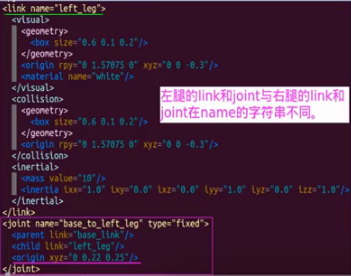 <link name="left_leg">
<visual>
<geometry>
<box size="0.6 0.1 0.2"/>
</geometry>
<origin rpy="0 1.57075 0" xyz="0 0 -0.3"/>
<material name="white"/>
</visual>
<collision>
<geometry>
<box size="0.6 0.1 0.2"/>
</geometry>
<origin rpy="0 1.57075 0" xyz="0 0 -0.3"/>
</collision>
<inertial>
<mass value="10"/>
<inertia ixx="1.0" ixy="0.0" ixz="0.0" iyy="1.0" iyz="0.0" izz="1.0"/>
</inertial>
</link>
<joint name="base_to_left_leg" type="fixed">
<parent link="base_link"/>
<child link="left_leg"/>
<origin xyz="0 0.22 0.25"/>
</joint>
左腿的link和joint与右腿的link和
joint在name的字符串不同。